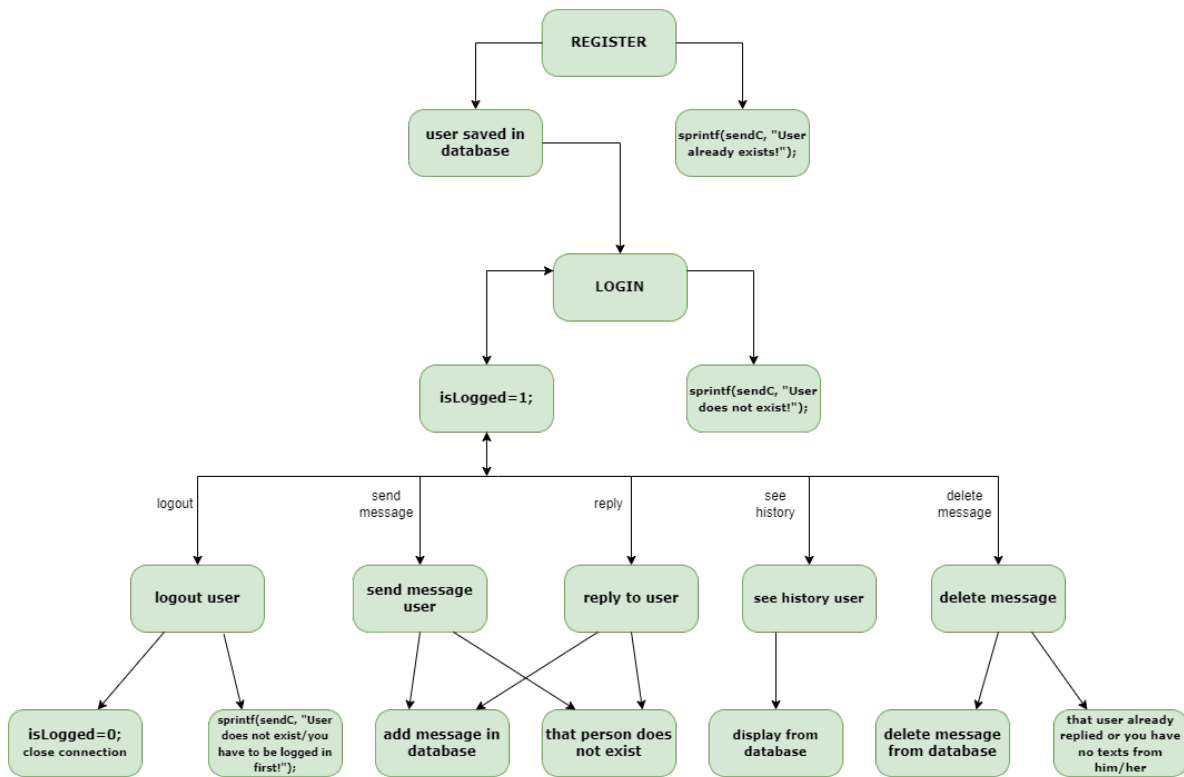 REGISTER
user saved in
database
sprintf(sendC, "User
already exists!");
LOGIN
isLogged=1;
sprintf(sendC, "User
does not exist!");
logout
send
message
reply
see
history
delete
message
logout user
send message
user
reply to user
see history user
delete message
isLogged=0;
close connection
sprintf(sendC, "User
does not exist/you
have to be logged in
first!");
add message in
database
that person does
not exist
display from
database
delete message
from database
that user already
replied or you have
no texts from
him/her